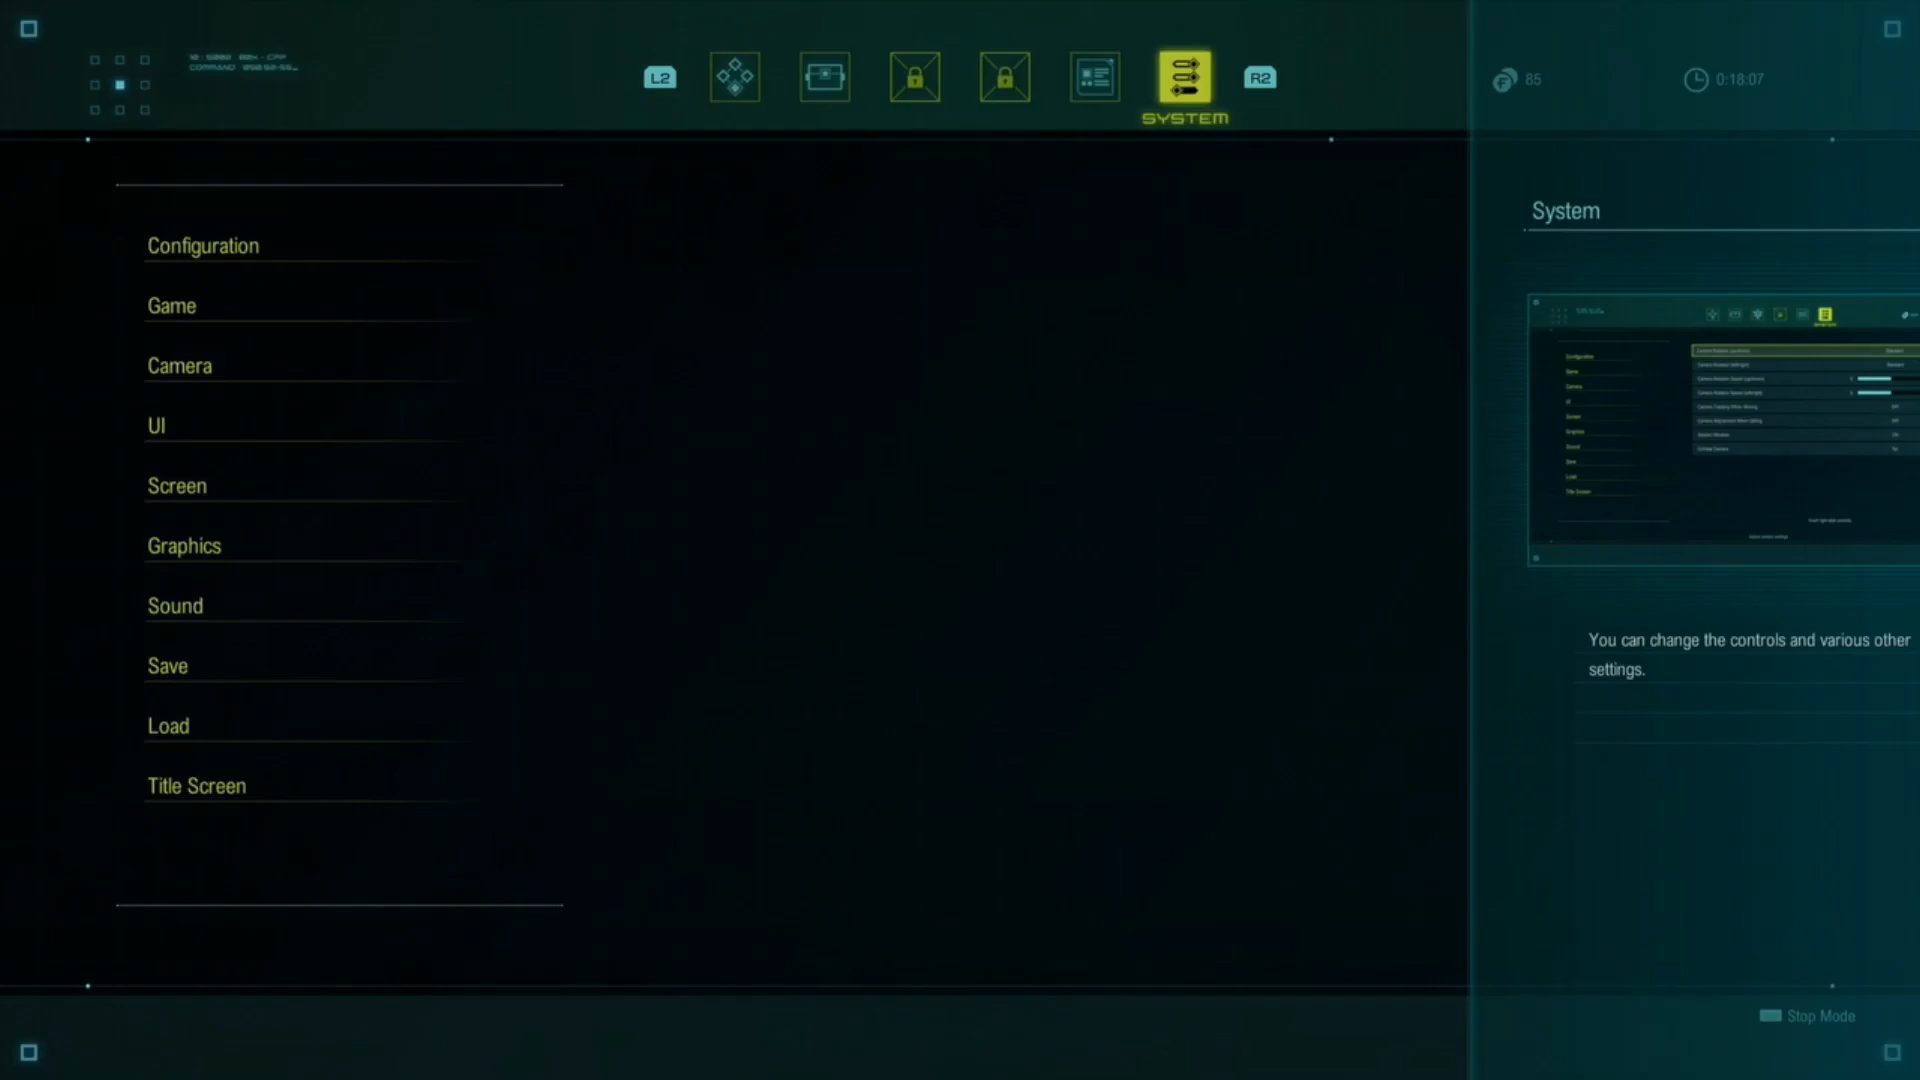 L2
R2
SYSTEM
85
0:18:07
System
Configuration
Game
Camera
UI
Screen
Graphics
Sound
Save
Load
Title Screen
You can change the controls and various other
settings.
Stop Mode